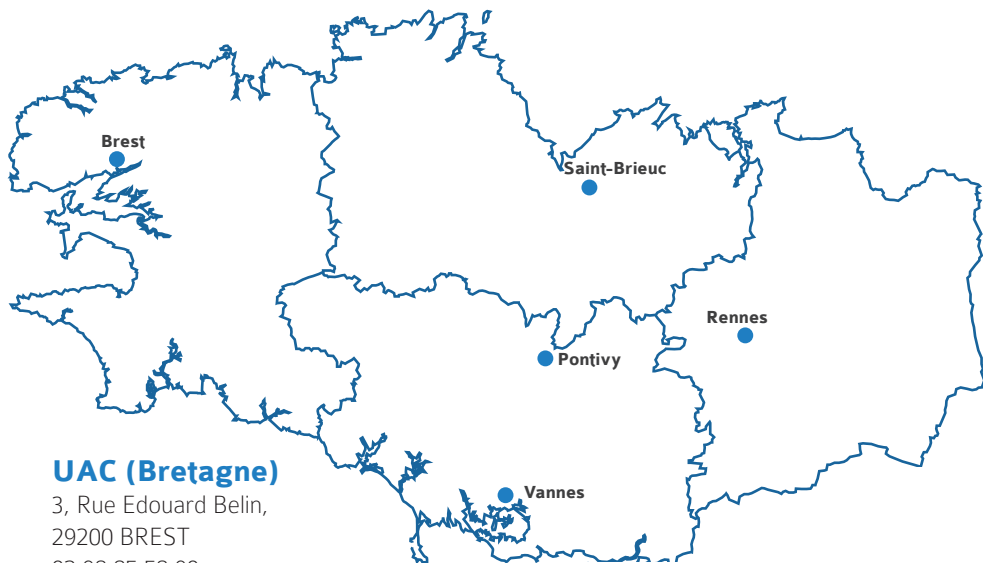 Brest
Saint-Brieuc
Rennes
Pontivy
Vannes
UAC (Bretagne)
3, Rue Edouard Belin,
29200 BREST